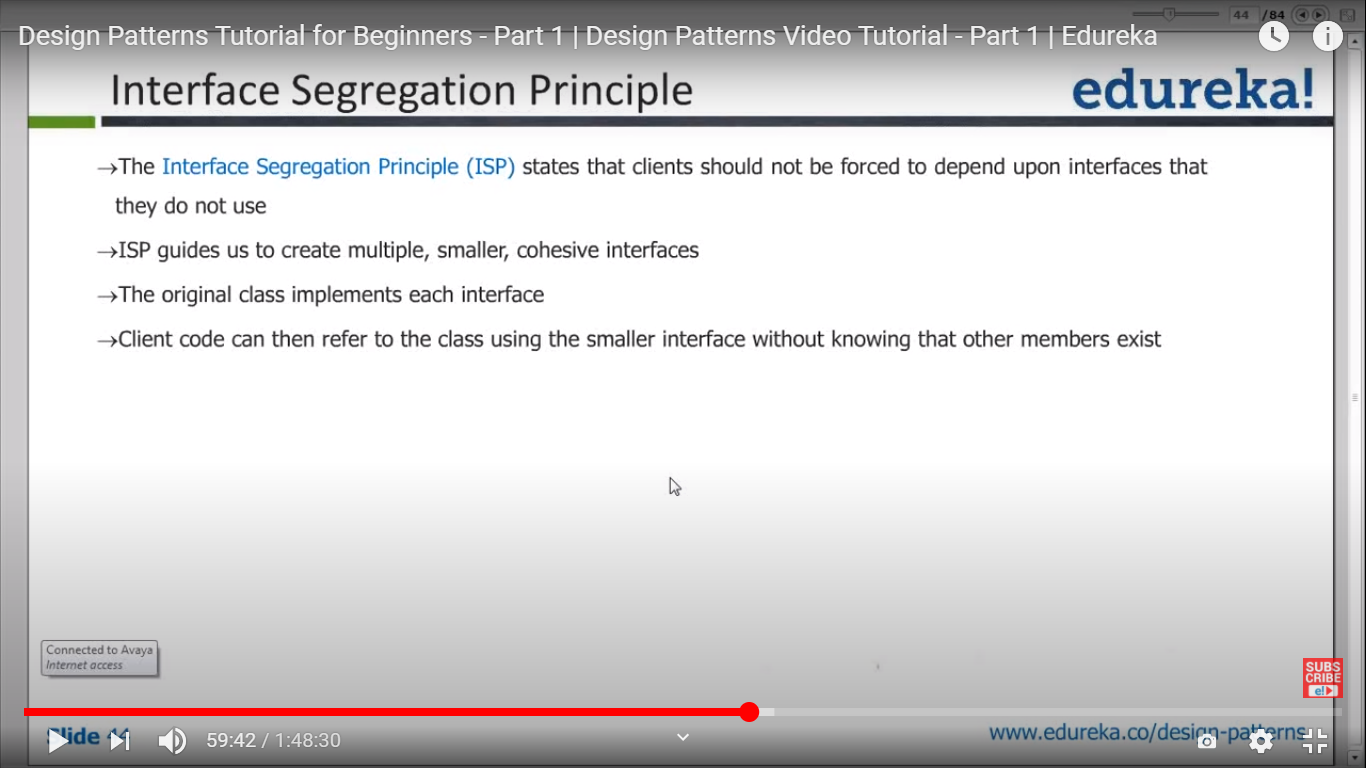 44 /84
Design Patterns Tutorial for Beginners - Part 1 | Design Patterns Video Tutorial - Part 1 | Edureka
Interface Segregation Principle
edureka!
→The Interface Segregation Principle (ISP) states that clients should not be forced to depend upon interfaces that
they do not use
→ISP guides us to create multiple, smaller, cohesive interfaces
→The original class implements each interface
→Client code can then refer to the class using the smaller interface without knowing that other members exist
Connected to Avaya
Internet access
SUBS
CRIBE
e!
Slide 44
59:42 / 1:48:30
www.edureka.co/design-patterns